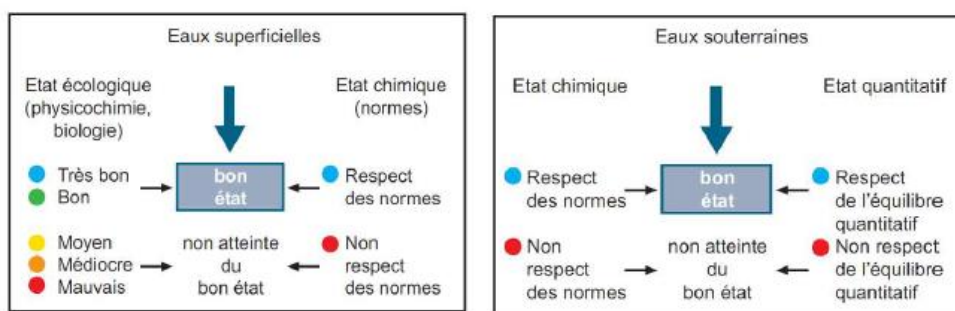 Eaux superficielles
Etat écologique
(physicochimie,
biologie)
Etat chimique
(normes)
Très bon
Bon
bon
état
Respect
des normes
Moyen
Médiocre
Mauvais
non atteinte
du
bon état
Non
respect
des normes
Eaux souterraines
Etat chimique
Etat quantitatif
Respect
des normes
bon
état
Respect
de l'équilibre
quantitatif
Non
respect
des normes
non atteinte
du
bon état
Non respect
de l'équilibre
quantitatif